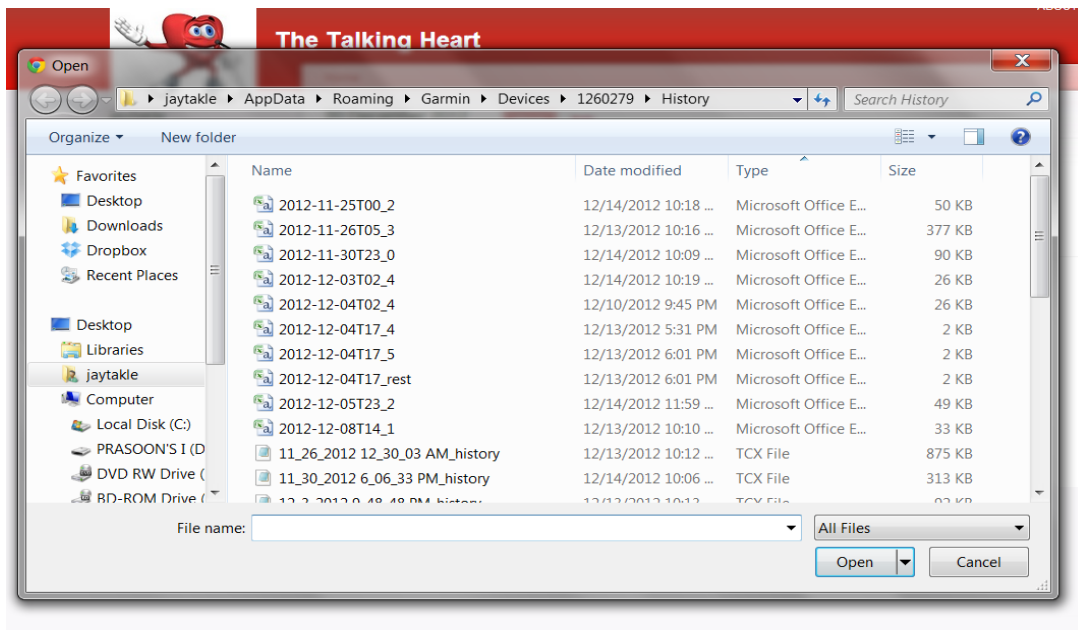 The Talking Heart
Open
jaytakle AppData Roaming Garmin Devices 1260279 History Search History
Organize New folder
Favorites
Desktop
Downloads
Dropbox
Recent Places
Desktop
Libraries
jaytakle
Computer
Local Disk (C:)
PRASOON'S I (D
DVD RW Drive (
BD-ROM Drive (
Name Date modified Type Size
2012-11-25T00_2 12/14/2012 10:18 ... Microsoft Office E... 50 KB
2012-11-26T05_3 12/13/2012 10:16 ... Microsoft Office E... 377 KB
2012-11-30T23_0 12/14/2012 10:09 ... Microsoft Office E... 90 KB
2012-12-03T02_4 12/14/2012 10:19 ... Microsoft Office E... 26 KB
2012-12-04T02_4 12/10/2012 9:45 PM Microsoft Office E... 26 KB
2012-12-04T17_4 12/13/2012 5:31 PM Microsoft Office E... 2 KB
2012-12-04T17_5 12/13/2012 6:01 PM Microsoft Office E... 2 KB
2012-12-04T17_rest 12/13/2012 6:01 PM Microsoft Office E... 2 KB
2012-12-05T23_2 12/14/2012 11:59 ... Microsoft Office E... 49 KB
2012-12-08T14_1 12/13/2012 10:10 ... Microsoft Office E... 33 KB
11_26_2012 12_30_03 AM_history 12/13/2012 10:12 ... TCX File 875 KB
11_30_2012 6_06_33 PM_history 12/14/2012 10:06 ... TCX File 313 KB
File name: All Files
Open Cancel